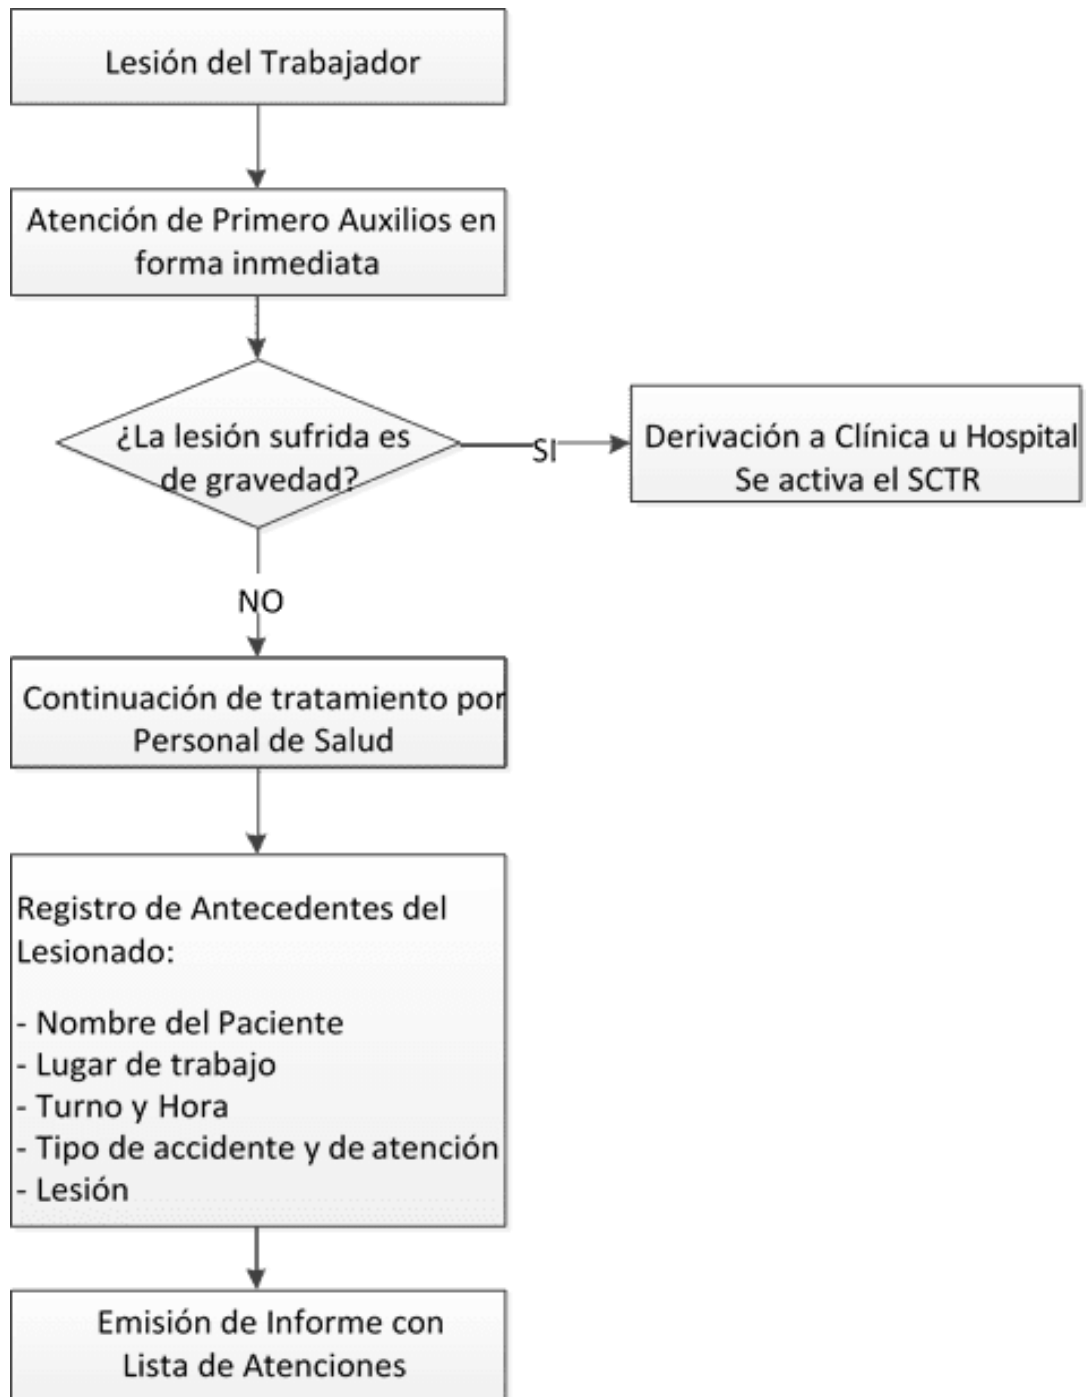 Lesión del Trabajador
Atención de Primero Auxilios en
forma inmediata
¿La lesión sufrida es
de gravedad?
SI
Derivación a Clínica u Hospital
Se activa el SCTR
NO
Continuación de tratamiento por
Personal de Salud
Registro de Antecedentes del
Lesionado:
- Nombre del Paciente
- Lugar de trabajo
- Turno y Hora
- Tipo de accidente y de atención
- Lesión
Emisión de Informe con
Lista de Atenciones